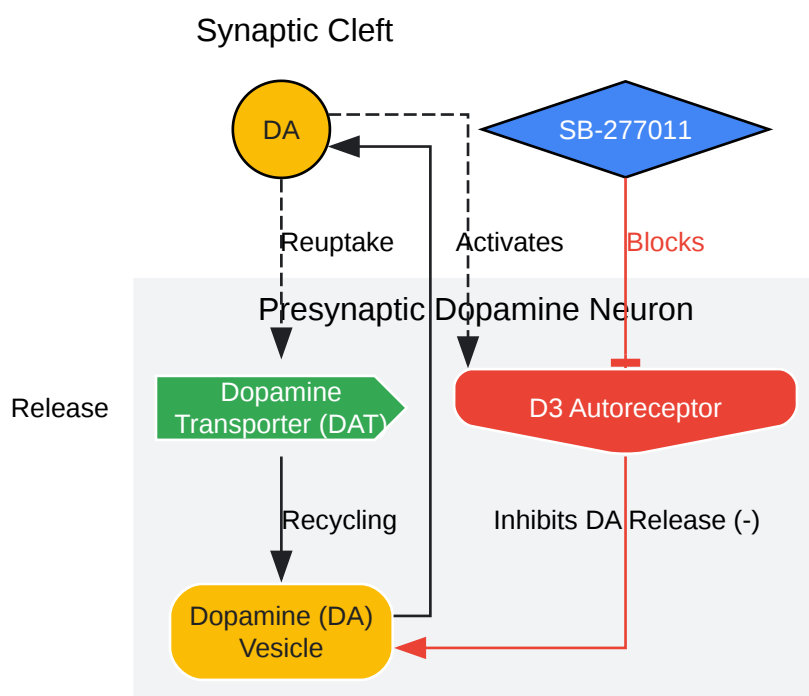 Synaptic Cleft
DA
SB-277011
Reuptake
Activates
Blocks
Presynaptic Dopamine Neuron
Release
Dopamine
Transporter (DAT)
D3 Autoreceptor
Recycling
Inhibits DA Release (-)
Dopamine (DA)
Vesicle